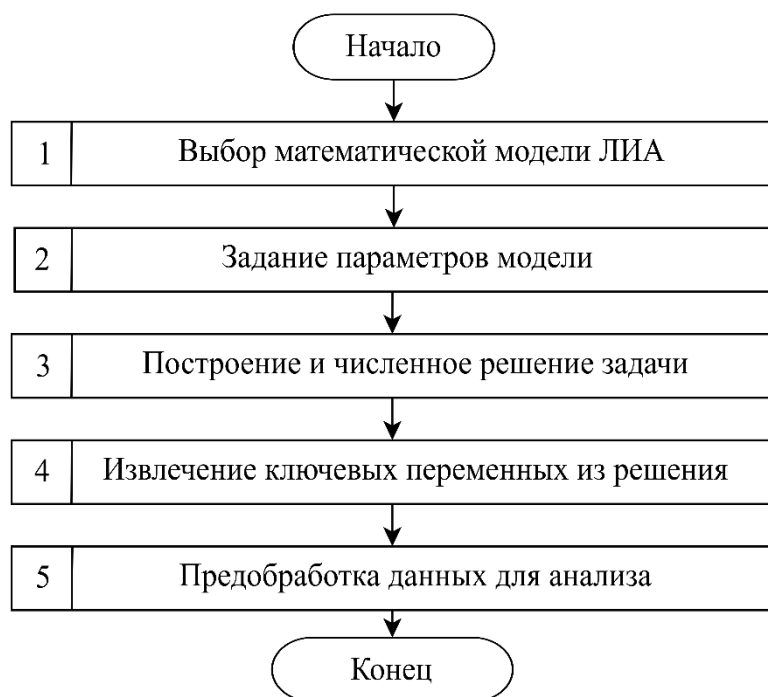 Начало
1 Выбор математической модели ЛИА
2 Задание параметров модели
3 Построение и численное решение задачи
4 Извлечение ключевых переменных из решения
5 Предобработка данных для анализа
Конец